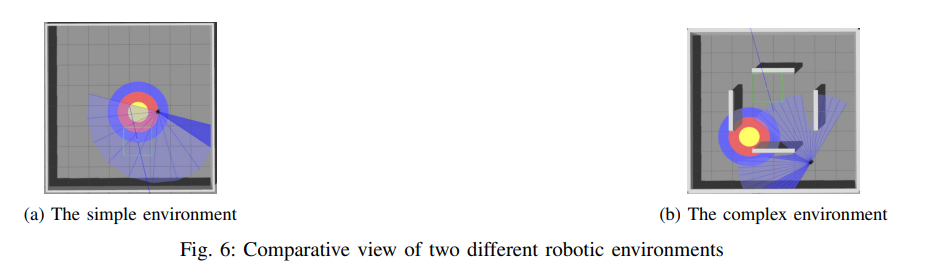 (a) The simple environment
(b) The complex environment
Fig. 6: Comparative view of two different robotic environments